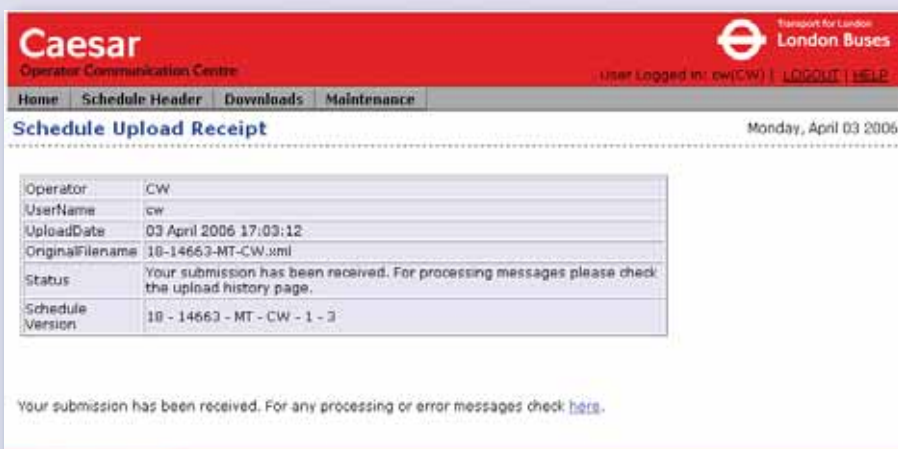 Caesar
Operator Communication Centre
Transport for London
London Buses
User Logged in: cw(CW) | LOGOUT | HELP
Home Schedule Header Downloads Maintenance
Schedule Upload Receipt
Monday, April 03 2006
Operator CW
UserName cw
UploadDate 03 April 2006 17:03:12
OriginalFilename 18-14663-MT-CW.xml
Status Your submission has been received. For processing messages please check
the upload history page.
Schedule
Version 18 - 14663 - MT - CW - 1 - 3
Your submission has been received. For any processing or error messages check here.